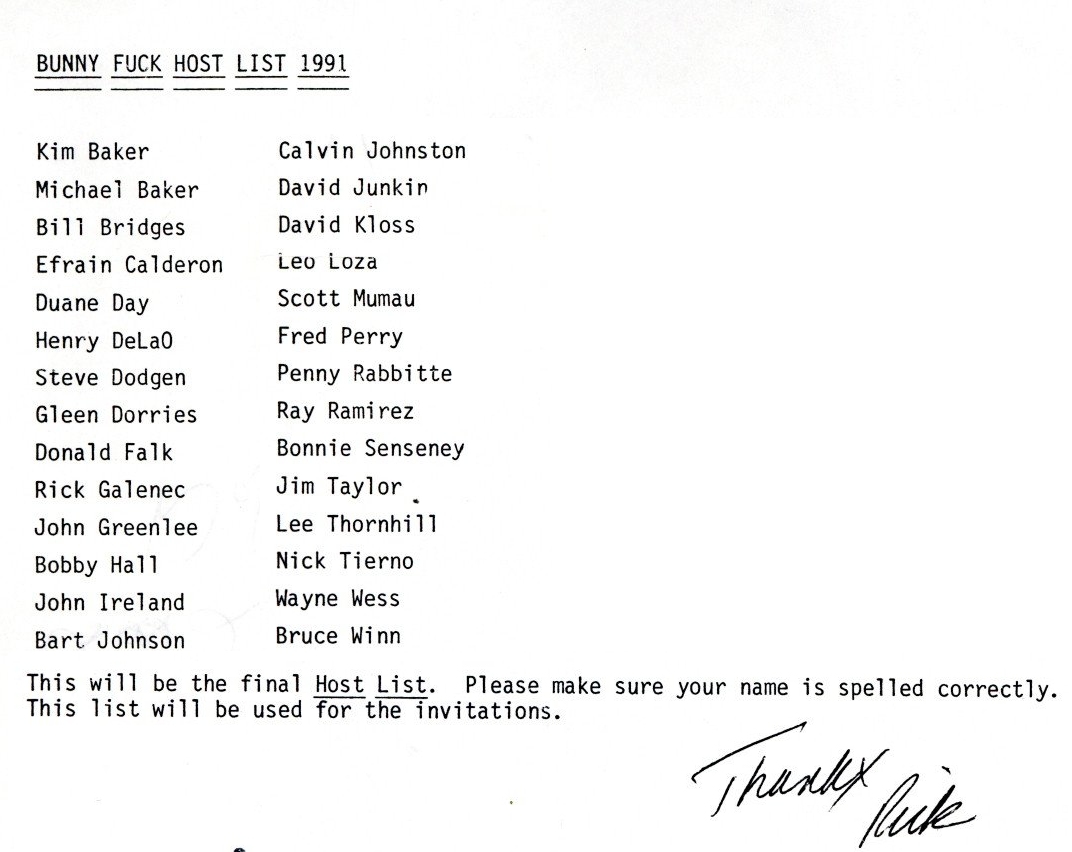 BUNNY FUCK HOST LIST 1991
Kim Baker
Michael Baker
Bill Bridges
Efrain Calderon
Duane Day
Henry DeLaO
Steve Dodgen
Gleen Dorries
Donald Falk
Rick Galenec
John Greenlee
Bobby Hall
John Ireland
Bart Johnson
Calvin Johnston
David Junkin
David Kloss
Leo Loza
Scott Mumau
Fred Perry
Penny Rabbitte
Ray Ramirez
Bonnie Senseney
Jim Taylor
Lee Thornhill
Nick Tierno
Wayne Wess
Bruce Winn
This will be the final Host List. Please make sure your name is spelled correctly.
This list will be used for the invitations.
Thankx
Rick